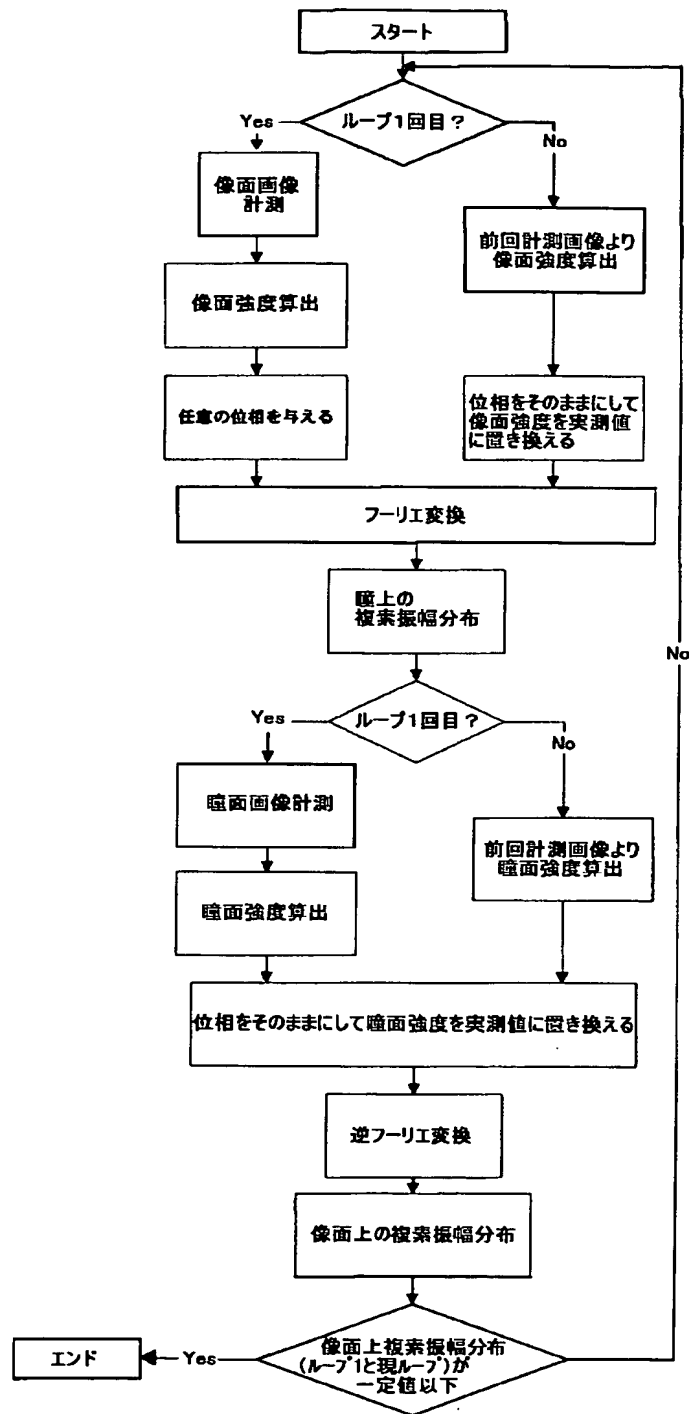 スタート
ループ1回目？
Yes
No
像面画像
計測
前回計測画像より
像面強度算出
像面強度算出
任意の位相を与える
位相をそのままにして
像面強度を実測値
に置き換える
フーリエ変換
瞳上の
複素振幅分布
No
ループ1回目？
Yes
No
瞳面画像計測
前回計測画像より
瞳面強度算出
瞳面強度算出
位相をそのままにして瞳面強度を実測値に置き換える
逆フーリエ変換
像面上の複素振幅分布
像面上複素振幅分布
(ループ1と現ループ)が
一定値以下
Yes
エンド